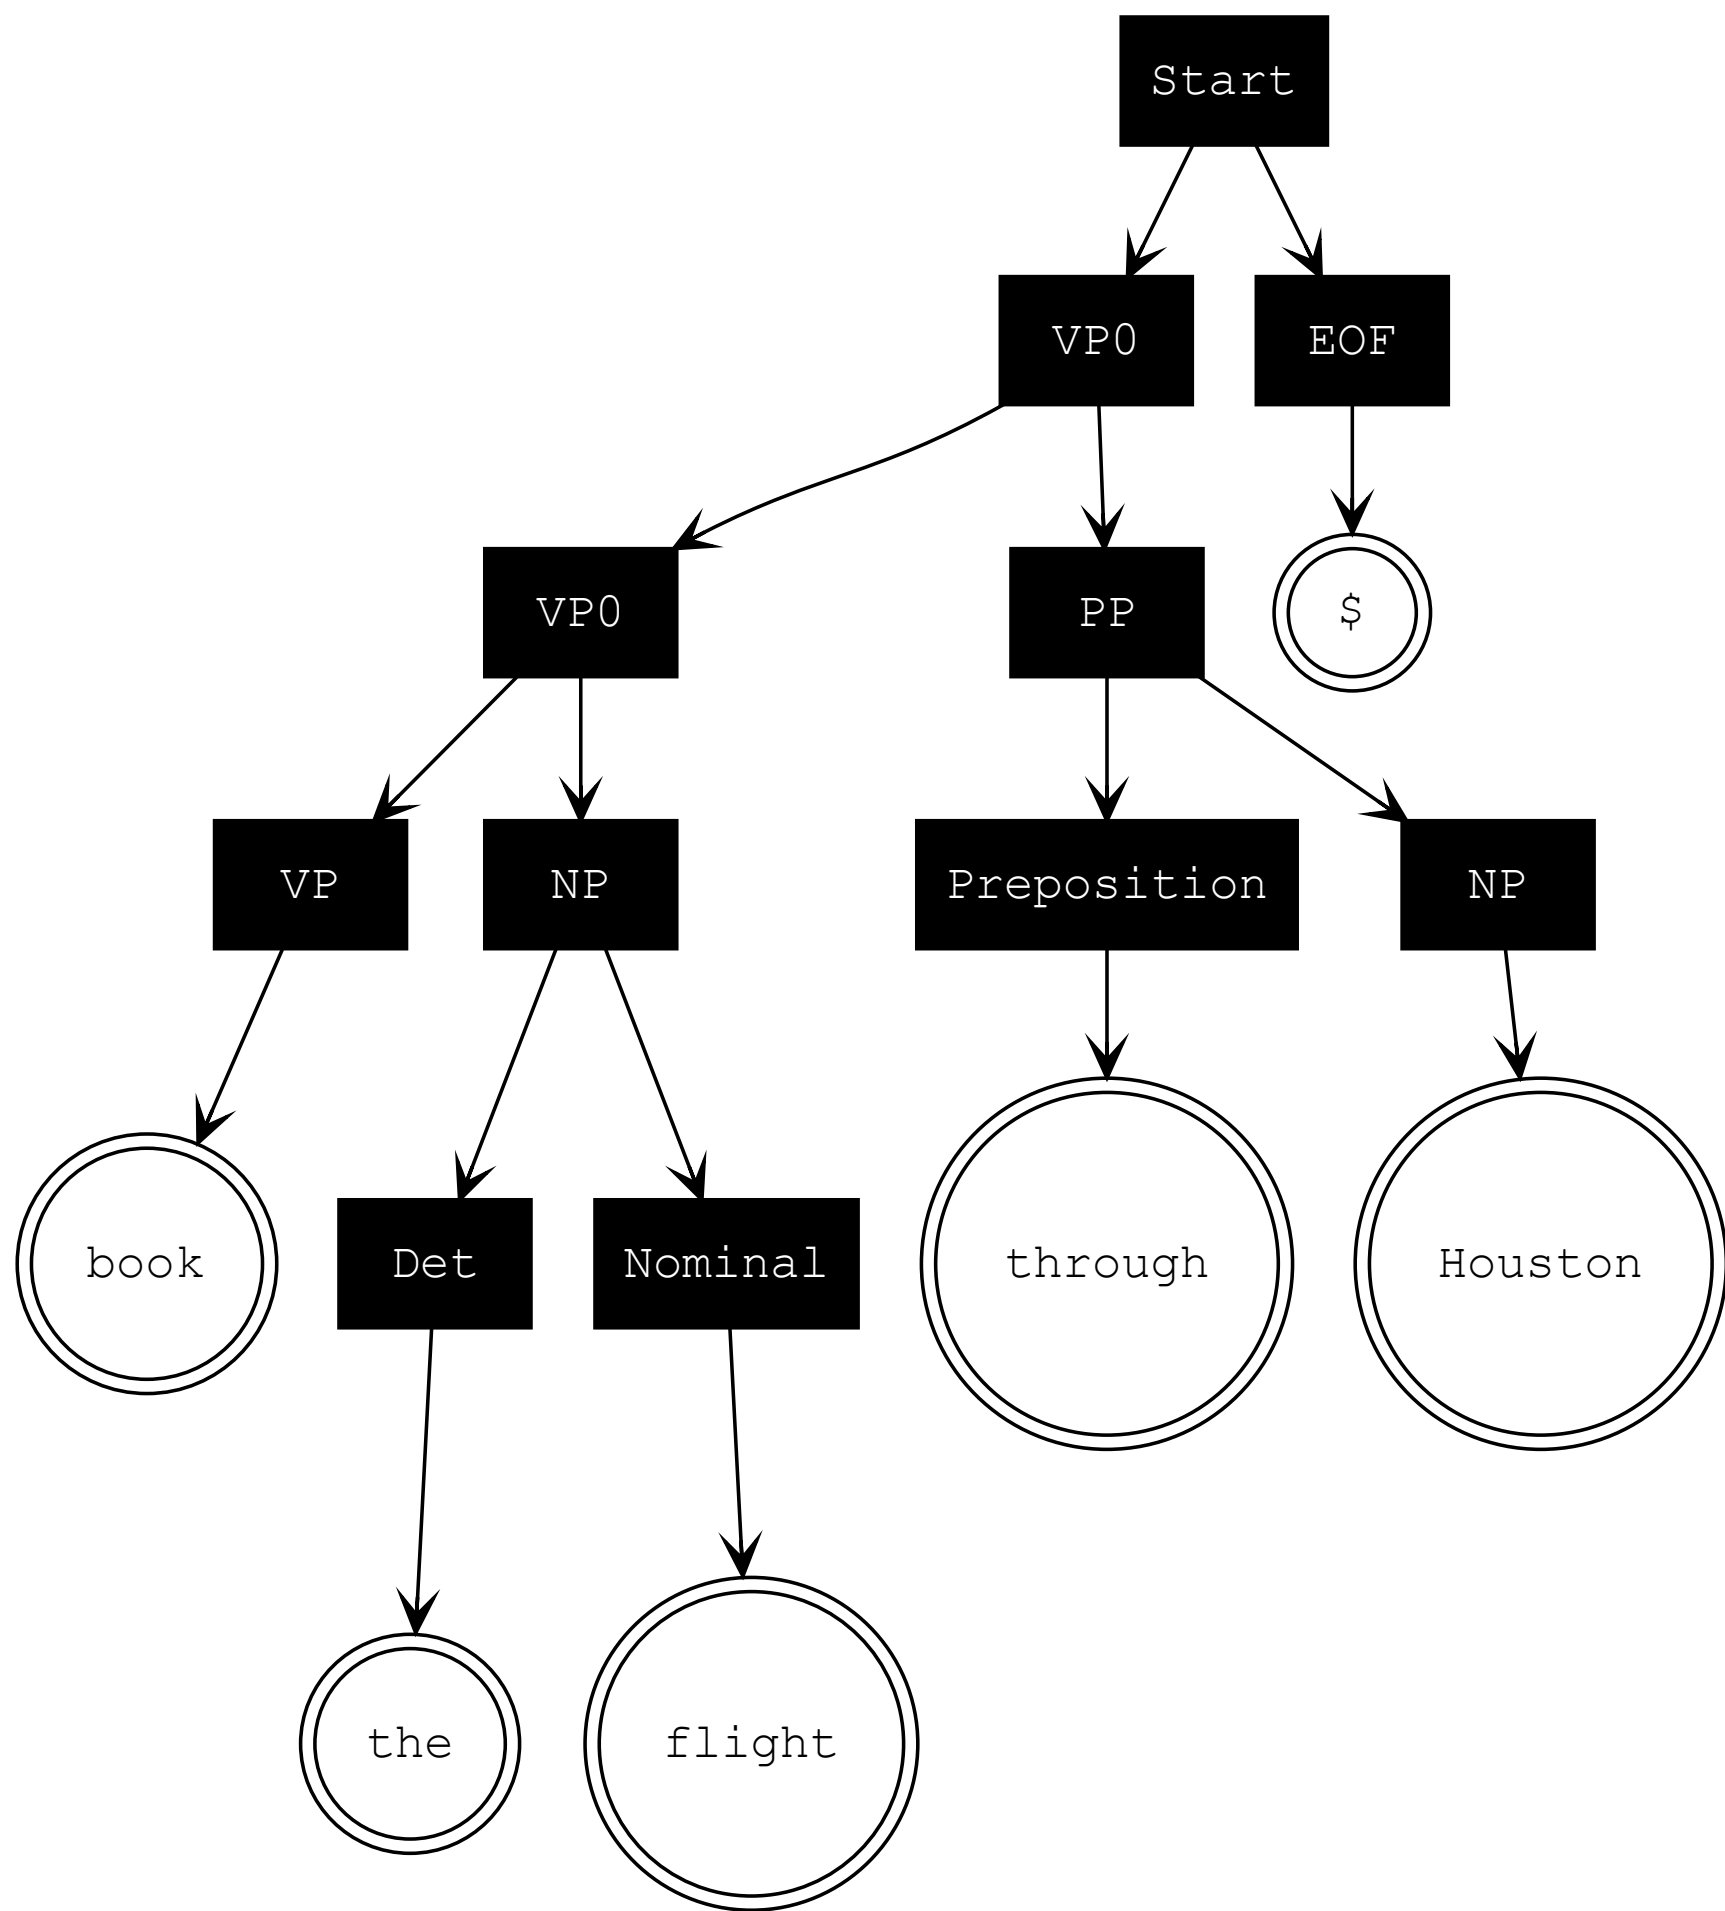 Start
VP0 EOF
VP0 PP $
VP NP Preposition NP
book Det Nominal through Houston
the flight